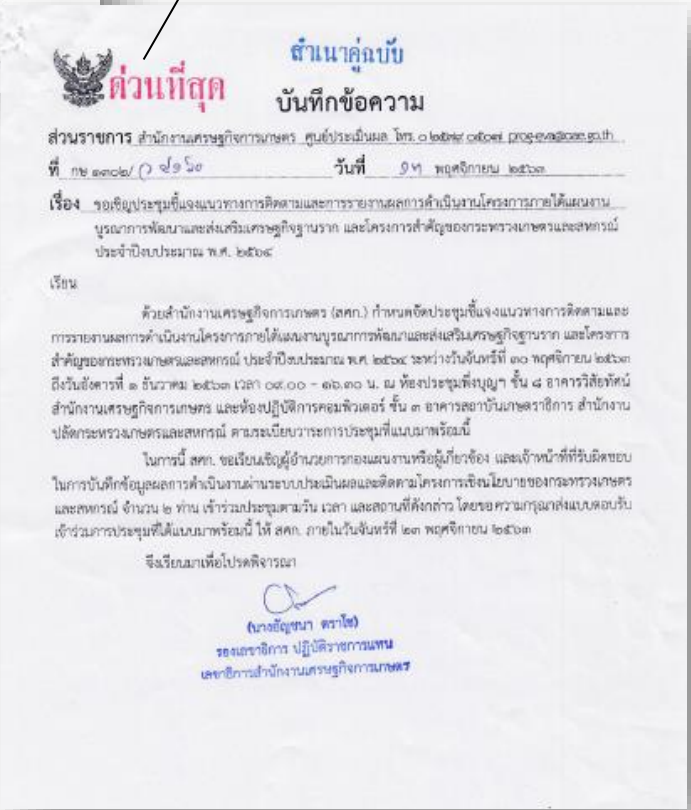 สำเนาคู่ฉบับ
ด่วนที่สุด
บันทึกข้อความ
ส่วนราชการ สำนักงานเศรษฐกิจการเกษตร ศูนย์ประเมินผล โทร. prog-eva@oae.go.th
ที่ กษ ๑๓๐๒/ วันที่ ๑๗ พฤศจิกายน ๒๕๖๓
เรื่อง ขอเชิญประชุมชี้แจงแนวทางการติดตามและการรายงานผลการดำเนินงานโครงการภายใต้แผนงาน
บูรณาการพัฒนาและส่งเสริมเศรษฐกิจฐานราก และโครงการสำคัญของกระทรวงเกษตรและสหกรณ์
ประจำปีงบประมาณ พ.ศ. ๒๕๖๔
เรียน
ด้วยสำนักงานเศรษฐกิจการเกษตร (สศก.) กำหนดจัดประชุมชี้แจงแนวทางการติดตามและ
การรายงานผลการดำเนินงานโครงการภายใต้แผนงานบูรณาการพัฒนาและส่งเสริมเศรษฐกิจฐานราก และโครงการ
สำคัญของกระทรวงเกษตรและสหกรณ์ ประจำปีงบประมาณ พ.ศ. ๒๕๖๔ ระหว่างวันจันทร์ที่ ๓๐ พฤศจิกายน ๒๕๖๓
ถึงวันอังคารที่ ๑ ธันวาคม ๒๕๖๓ เวลา ๐๙.๐๐ – ๑๖.๓๐ น. ณ ห้องประชุมพึ่งบุญฯ ชั้น ๘ อาคารวิสัยทัศน์
สำนักงานเศรษฐกิจการเกษตร และห้องปฏิบัติการคอมพิวเตอร์ ชั้น ๓ อาคารสถาบันเกษตราธิการ สำนักงาน
ปลัดกระทรวงเกษตรและสหกรณ์ ตามระเบียบวาระการประชุมที่แนบมาพร้อมนี้
ในการนี้ สศก. ขอเรียนเชิญผู้อำนวยการกองแผนงานหรือผู้เกี่ยวข้อง และเจ้าหน้าที่ที่รับผิดชอบ
ในการบันทึกข้อมูลผลการดำเนินงานผ่านระบบประเมินผลและติดตามโครงการเชิงนโยบายของกระทรวงเกษตร
และสหกรณ์ จำนวน ๒ ท่าน เข้าร่วมประชุมตามวัน เวลา และสถานที่ดังกล่าว โดยขอความกรุณาส่งแบบตอบรับ
เข้าร่วมการประชุมที่ได้แนบมาพร้อมนี้ ให้ สศก. ภายในวันจันทร์ที่ ๒๓ พฤศจิกายน ๒๕๖๓
จึงเรียนมาเพื่อโปรดพิจารณา
(นางอัญชนา ตราโช)
รองเลขาธิการ ปฏิบัติราชการแทน
เลขาธิการสำนักงานเศรษฐกิจการเกษตร